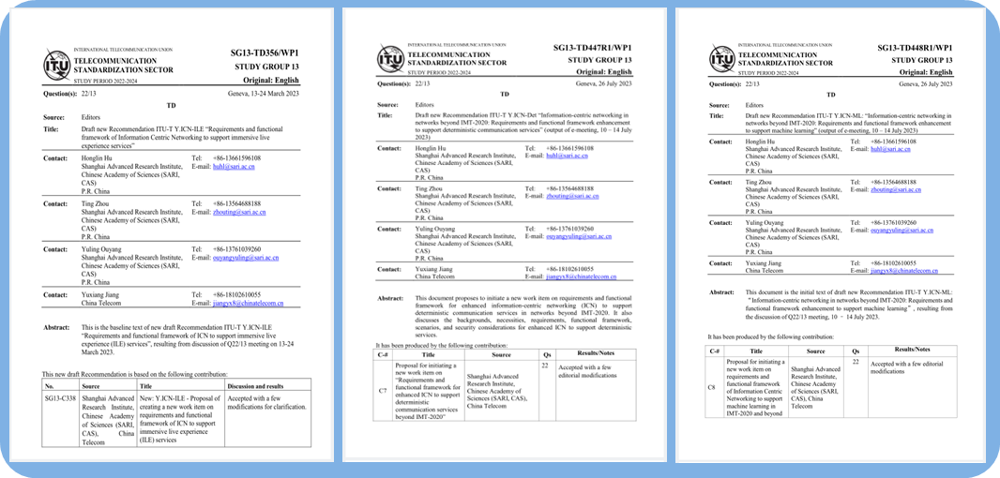 INTERNATIONAL TELECOMMUNICATION UNION
TELECOMMUNICATION
STANDARDIZATION SECTOR
STUDY PERIOD 2022-2024
SG13-TD356/WP1
STUDY GROUP 13
Original: English
Question(s): 22/13 Geneva, 13-24 March 2023
TD
Source: Editors
Title: Draft new Recommendation ITU-T Y.ICN-ILE “Requirements and functional
framework of Information Centric Networking to support immersive live
experience services”
Contact: Honglin Hu Tel: +86-13661596108
Shanghai Advanced Research Institute, E-mail: huhl@sari.ac.cn
Chinese Academy of Sciences (SARI,
CAS)
P.R. China
Contact: Ting Zhou Tel: +86-13564688188
Shanghai Advanced Research Institute, E-mail: zhouting@sari.ac.cn
Chinese Academy of Sciences (SARI,
CAS)
P.R. China
Contact: Yuling Ouyang Tel: +86-13761039260
Shanghai Advanced Research Institute, E-mail: ouyangyuling@sari.ac.cn
Chinese Academy of Sciences (SARI,
CAS)
P.R. China
Contact: Yuxiang Jiang Tel: +86-18102610055
China Telecom E-mail: jiangyx8@chinatelecom.cn
Abstract: This is the baseline text of new draft Recommendation ITU-T Y.ICN-ILE
“Requirements and functional framework of ICN to support immersive live
experience (ILE) services”, resulting from discussion of Q22/13 meeting on 13-24
March 2023.
This new draft Recommendation is based on the following contribution:
No. Source Title Discussion and results
SG13-C338 Shanghai Advanced New: Y.ICN-ILE - Proposal of Accepted with a few
Research Institute, creating a new work item on modifications for clarification.
Chinese Academy requirements and functional
of Sciences (SARI, framework of ICN to support
CAS), China immersive live experience
Telecom (ILE) services
INTERNATIONAL TELECOMMUNICATION UNION
TELECOMMUNICATION
STANDARDIZATION SECTOR
STUDY PERIOD 2022-2024
SG13-TD447R1/WP1
STUDY GROUP 13
Original: English
Question(s): 22/13 Geneva, 26 July 2023
TD
Source: Editors
Title: Draft new Recommendation ITU-T Y.ICN-Det “Information-centric networking in
networks beyond IMT-2020: Requirements and functional framework enhancement
to support deterministic communication services” (output of e-meeting, 10 – 14 July
2023)
Contact: Honglin Hu Tel: +86-13661596108
Shanghai Advanced Research Institute, E-mail: huhl@sari.ac.cn
Chinese Academy of Sciences (SARI,
CAS)
P.R. China
Contact: Ting Zhou Tel: +86-13564688188
Shanghai Advanced Research Institute, E-mail: zhouting@sari.ac.cn
Chinese Academy of Sciences (SARI,
CAS)
P.R. China
Contact: Yuling Ouyang Tel: +86-13761039260
Shanghai Advanced Research Institute, E-mail: ouyangyuling@sari.ac.cn
Chinese Academy of Sciences (SARI,
CAS)
P.R. China
Contact: Yuxiang Jiang Tel: +86-18102610055
China Telecom E-mail: jiangyx8@chinatelecom.cn
Abstract: This document proposes to initiate a new work item on requirements and functional
framework for enhanced information-centric networking (ICN) to support
deterministic communication services in networks beyond IMT-2020. It also
discusses the backgrounds, necessities, requirements, functional framework,
scenarios, and security considerations for enhanced ICN to support deterministic
services.
It has been produced by the following contribution:
C-# Title Source Qs Results/Notes
C7 Proposal for initiating a Shanghai Advanced 22 Accepted with a few
new work item on Research Institute, editorial modifications
“Requirements and Chinese Academy of
functional framework for Sciences (SARI, CAS),
enhanced ICN to support China Telecom
deterministic
communication services
beyond IMT-2020”
INTERNATIONAL TELECOMMUNICATION UNION
TELECOMMUNICATION
STANDARDIZATION SECTOR
STUDY PERIOD 2022-2024
SG13-TD448R1/WP1
STUDY GROUP 13
Original: English
Question(s): 22/13 Geneva, 26 July 2023
TD
Source: Editors
Title: Draft new Recommendation ITU-T Y.ICN-ML: “Information-centric networking in
networks beyond IMT-2020: Requirements and functional framework enhancement
to support machine learning” (output of e-meeting, 10 – 14 July 2023)
Contact: Honglin Hu Tel: +86-13661596108
Shanghai Advanced Research Institute, E-mail: huhl@sari.ac.cn
Chinese Academy of Sciences (SARI,
CAS)
P.R. China
Contact: Ting Zhou Tel: +86-13564688188
Shanghai Advanced Research Institute, E-mail: zhouting@sari.ac.cn
Chinese Academy of Sciences (SARI,
CAS)
P.R. China
Contact: Yuling Ouyang Tel: +86-13761039260
Shanghai Advanced Research Institute, E-mail: ouyangyuling@sari.ac.cn
Chinese Academy of Sciences (SARI,
CAS)
P.R. China
Contact: Yuxiang Jiang Tel: +86-18102610055
China Telecom E-mail: jiangyx8@chinatelecom.cn
Abstract: This document is the initial text of draft new Recommendation ITU-T Y.ICN-ML:
“Information-centric networking in networks beyond IMT-2020: Requirements and
functional framework enhancement to support machine learning”, resulting from
the discussion of Q22/13 meeting, 10 – 14 July 2023.
It has been produced by the following contribution:
C-# Title Source Qs Results/Notes
C8 Proposal for initiating a Shanghai Advanced 22 Accepted with a few editorial
new work item on Research Institute, modifications
requirements and Chinese Academy of
functional framework Sciences (SARI,
of Information Centric CAS), China
Networking to support Telecom
machine learning in
IMT-2020 and beyond